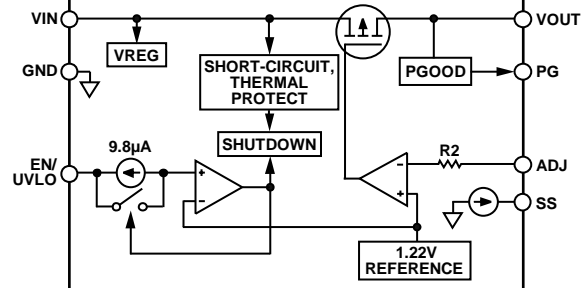 VIN
VOUT
VREG
GND
SHORT-CIRCUIT,
THERMAL
PROTECT
PGOOD
PG
SHUTDOWN
9.8µA
EN/
UVLO
+
–
R2
–
+
ADJ
SS
1.22V
REFERENCE